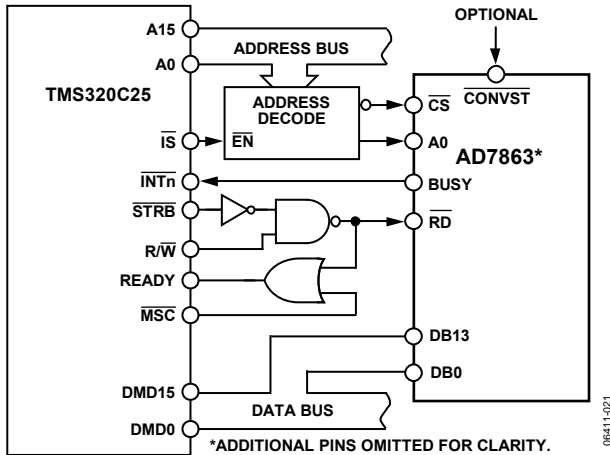 OPTIONAL
A15
ADDRESS BUS
A0
TMS320C25
ADDRESS
DECODE
CS
CONVST
IS
EN
A0
AD7863*
INTn
BUSY
STRB
RD
R/W
READY
MSC
DB13
DB0
DMD15
DATA BUS
DMD0
*ADDITIONAL PINS OMITTED FOR CLARITY.
06411-021